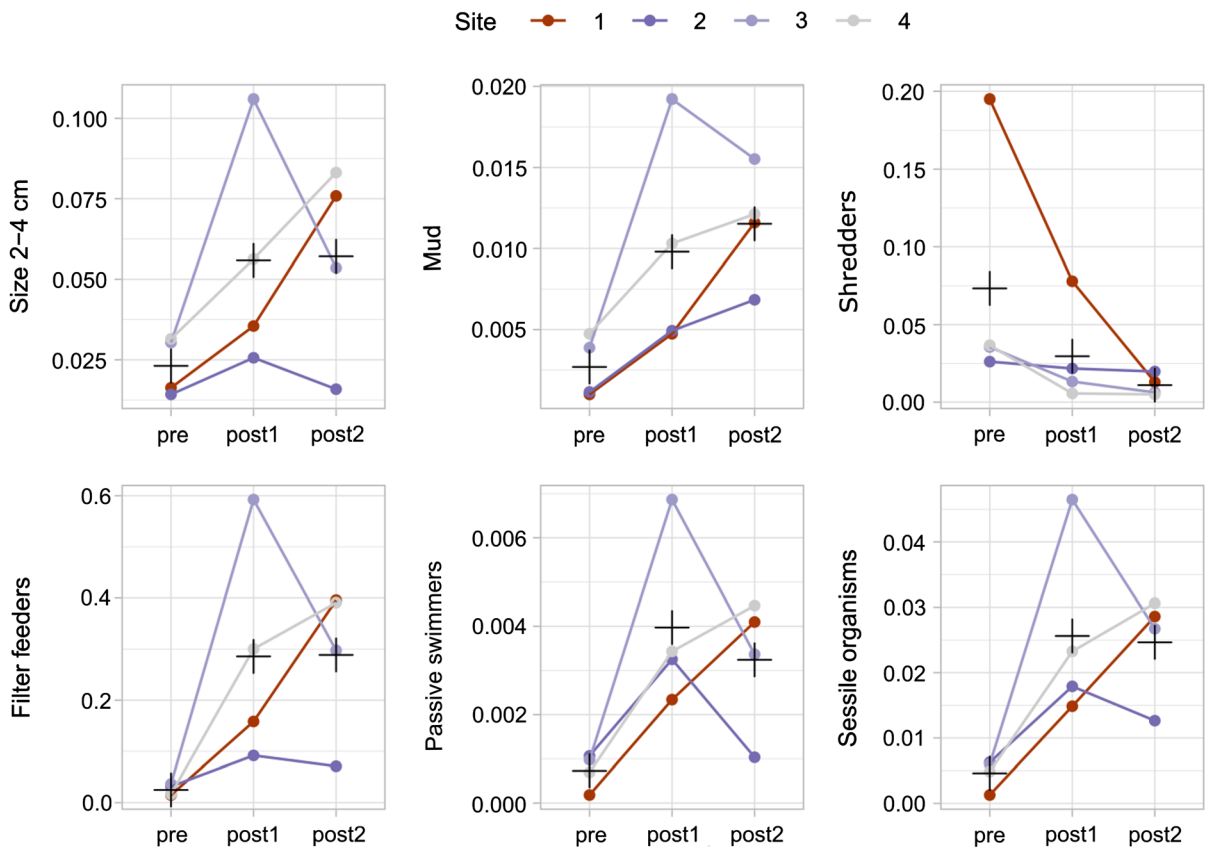 Site 1 2 3 4
Size 2−4 cm
0.100
0.075
0.050
0.025
pre post1 post2
Mud
0.020
0.015
0.010
0.005
pre post1 post2
Shredders
0.20
0.15
0.10
0.05
0.00
pre post1 post2
Filter feeders
0.6
0.4
0.2
0.0
pre post1 post2
Passive swimmers
0.006
0.004
0.002
0.000
pre post1 post2
Sessile organisms
0.04
0.03
0.02
0.01
0.00
pre post1 post2